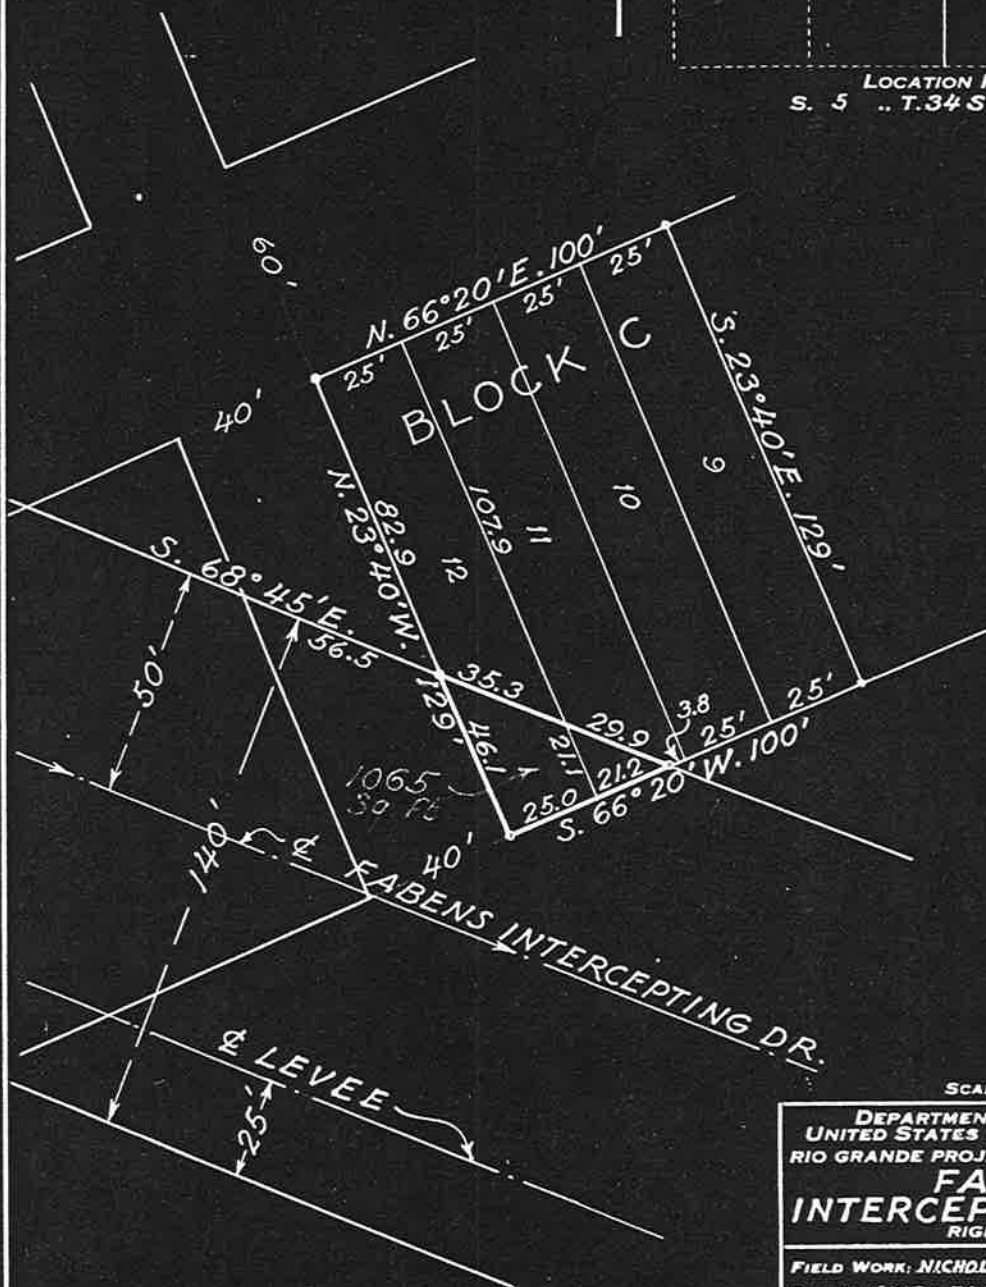 LOCATION
S. 5 .. T.34 S
60'
N. 66°20'E. 100'
25'
25'
25'
25'
BLOCK C
S. 23°40'E. 129'
40'
N. 23°40'W. 129'
82.9
107.9
12
11
10
9
S. 68°45'E.
56.5
35.3
29.9
3.8
50'
46.1
21.1
1065
Sq Ft
25.0
21.2
25'
25'
S. 66°20'W. 100'
40'
140'
℄
FABENS INTERCEPTING DR.
℄ LEVEE
25'
SCA
DEPARTMEN
UNITED STATES
RIO GRANDE PROJ
FA
INTERCEP
RIG
FIELD WORK: NICHOL